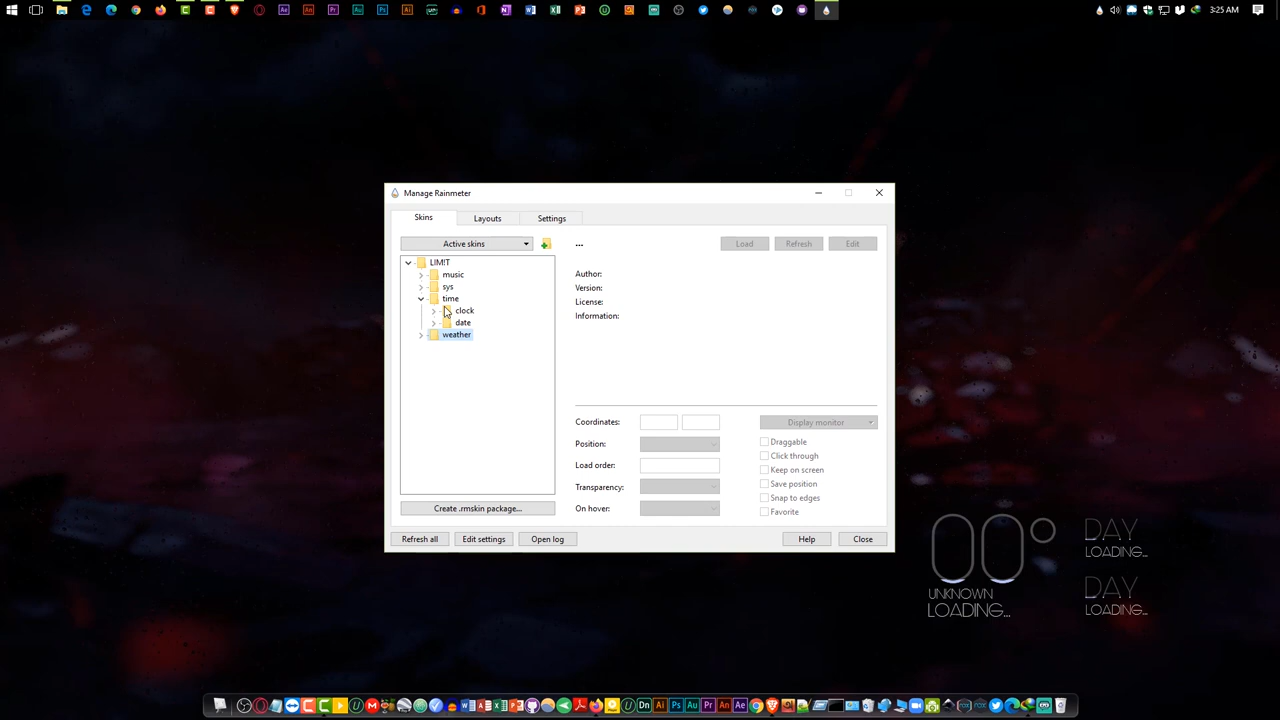 3:25 AM
Manage Rainmeter
Skins Layouts Settings
Active skins
...
Load Refresh Edit
LIM!T
music
sys
time
clock
date
weather
Author:
Version:
License:
Information:
Coordinates:
Display monitor
Position:
Draggable
Click through
Load order:
Keep on screen
Transparency:
Save position
Snap to edges
On hover:
Favorite
Create .rmskin package...
Refresh all Edit settings Open log Help Close
00°
UNKNOWN
LOADING...
DAY
LOADING...
DAY
LOADING...